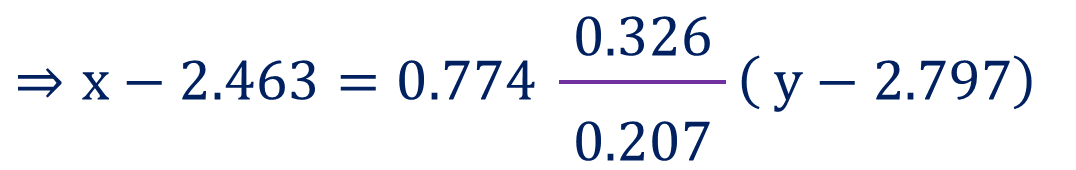 ⇒ x − 2.463 = 0.774 0.326/0.207 ( y − 2.797)